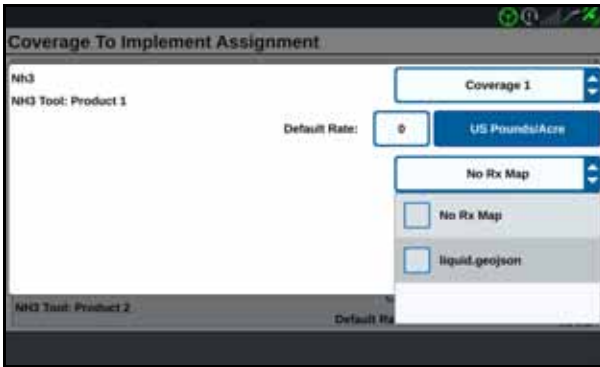 Coverage To Implement Assignment
Nh3
Coverage 1
NH3 Tool: Product 1
Default Rate:
0
US Pounds/Acre
No Rx Map
No Rx Map
liquid.geojson
NH3 Tool: Product 2
Default Ra